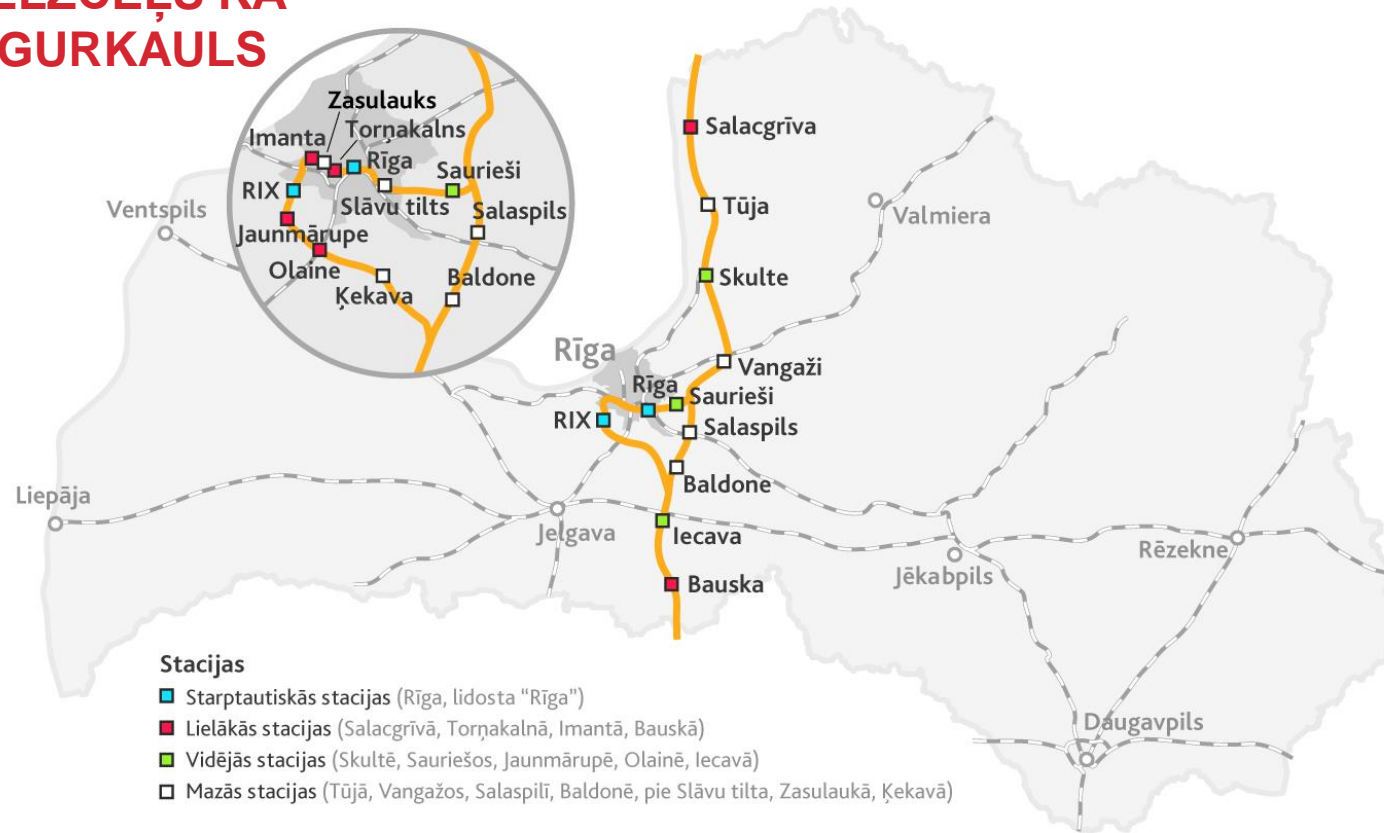 GURKAULS
Zasulauks
Torņakalns
Imanta
Rīga
Saurieši
RIX
Slāvu tilts
Salaspils
Jaunmārupe
Olaine
Ķekava
Baldone
Salacgrīva
Tūja
Valmiera
Ventspils
Skulte
Rīga
Vangaži
Rīga
Saurieši
RIX
Salaspils
Baldone
Liepāja
Jelgava
Iecava
Jēkabpils
Rēzekne
Bauska
Daugavpils
Stacijas
Starptautiskās stacijas (Rīga, lidosta “Rīga”)
Lielākās stacijas (Salacgrīvā, Torņakalnā, Imantā, Bauskā)
Vidējās stacijas (Skultē, Sauriešos, Jaunmārupē, Olainē, Iecavā)
Mazās stacijas (Tūjā, Vangažos, Salaspilī, Baldonē, pie Slāvu tilta, Zasulaukā, Ķekavā)